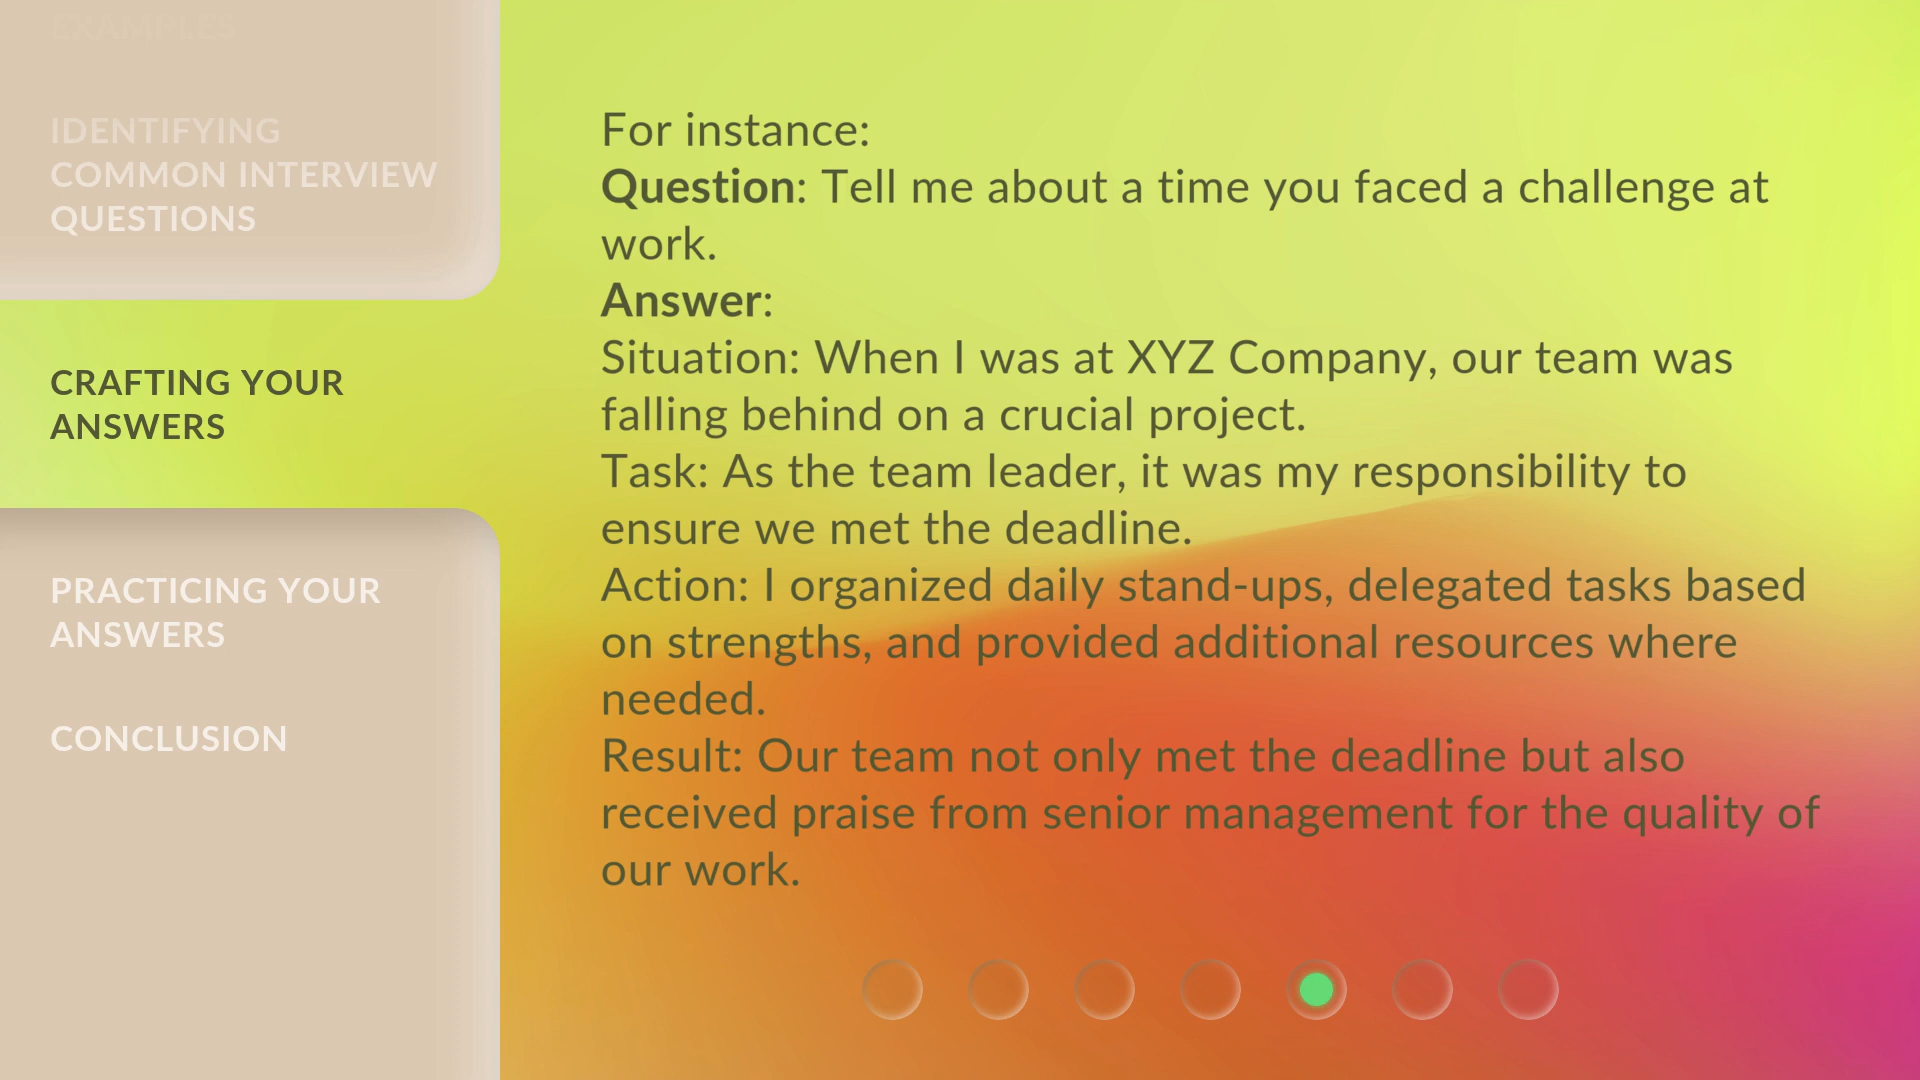 EXAMPLES
IDENTIFYING
COMMON INTERVIEW
QUESTIONS
CRAFTING YOUR
ANSWERS
PRACTICING YOUR
ANSWERS
CONCLUSION
For instance:
Question: Tell me about a time you faced a challenge at
work.
Answer:
Situation: When I was at XYZ Company, our team was
falling behind on a crucial project.
Task: As the team leader, it was my responsibility to
ensure we met the deadline.
Action: I organized daily stand-ups, delegated tasks based
on strengths, and provided additional resources where
needed.
Result: Our team not only met the deadline but also
received praise from senior management for the quality of
our work.